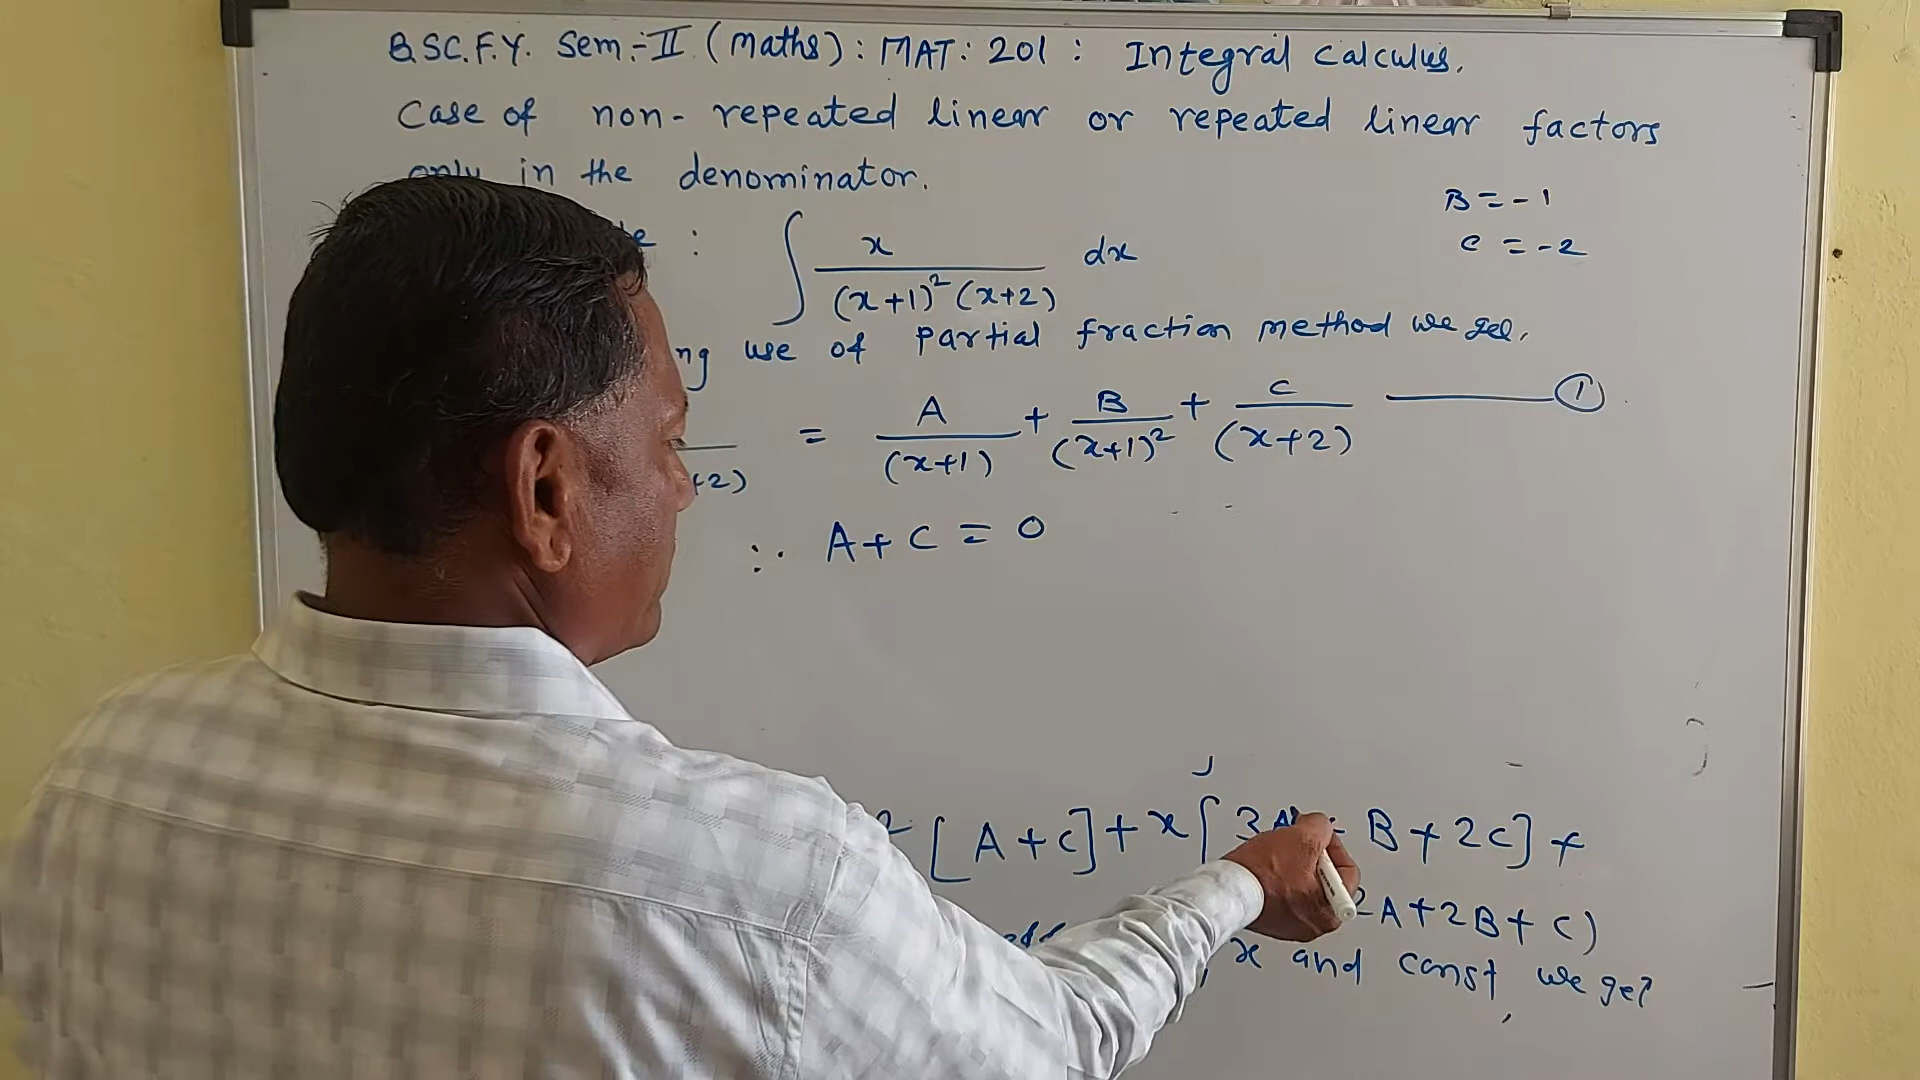 B.SC.F.Y. Sem:-II (Maths): MAT: 201 : Integral Calculus.
Case of non-repeated linear or repeated linear factors
only in the denominator.
B = -1
C = -2
: ∫ x / (x+1)² (x+2) dx
ng use of partial fraction method we get,
+2) = A / (x+1) + B / (x+1)² + C / (x+2) ——— ①
∴ A + C = 0
[A+C] + x [3A + B + 2C] +
2A+2B+C)
x and const, we get